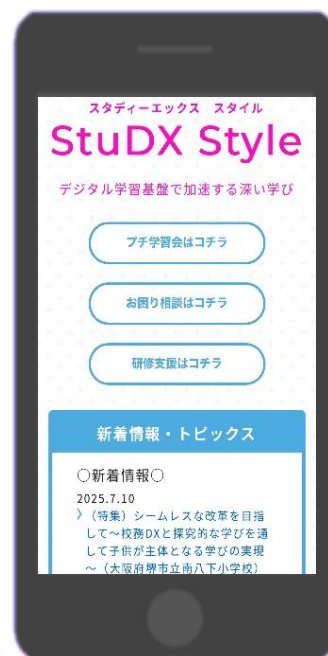 スタディーエックス　スタイル
StuDX Style
デジタル学習基盤で加速する深い学び
プチ学習会はコチラ
お困り相談はコチラ
研修支援はコチラ
新着情報・トピックス
○新着情報○
2025.7.10
》（特集）シームレスな改革を目指
して～校務DXと探究的な学びを通
して子供が主体となる学びの実現
～（大阪府堺市立南八下小学校）